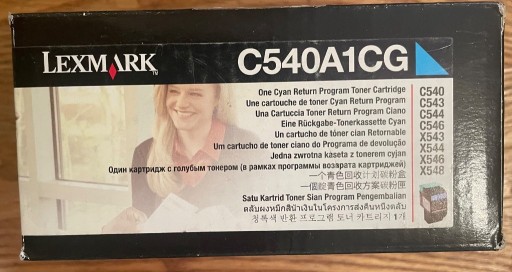 LEXMARK
C540A1CG
One Cyan Return Program Toner Cartridge
Une cartouche de toner Cyan Return Program
Una Cartuccia Toner Return Program Ciano
Eine Rückgabe-Tonerkassette Cyan
Un cartucho de tóner cian Retornable
Um cartucho de toner ciano do Programa de devolução
Jedna zwrotna kaseta z tonerem cyjan
Один картридж с голубым тонером (в рамках программы возврата картриджей)
一个青色回收计划碳粉盒
一個靛青色回收方案碳粉匣
Satu Kartrid Toner Sian Program Pengembalian
ตลับผงหมึกสีน้ำเงินในโครงการส่งคืนหนึ่งตลับ
청록색 반환 프로그램 토너 카트리지 1개
C540
C543
C544
C546
X543
X544
X546
X548